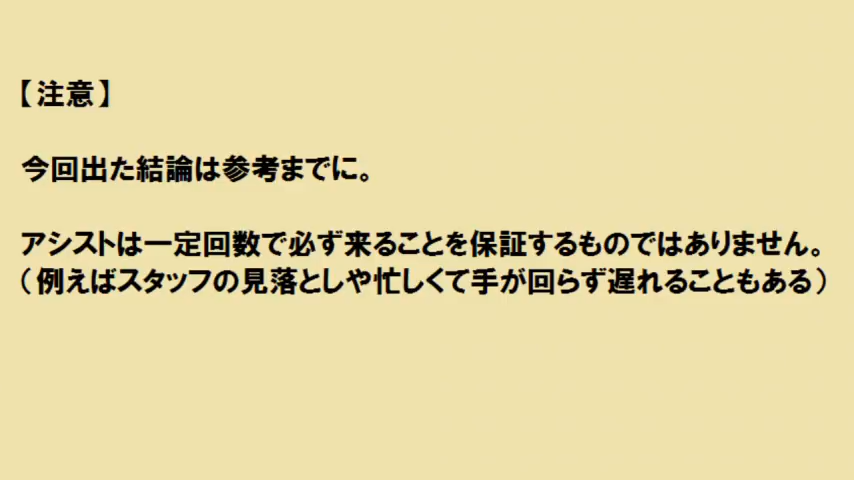 【注意】
今回出た結論は参考までに。
アシストは一定回数で必ず来ることを保証するものではありません。
（例えばスタッフの見落としや忙しくて手が回らず遅れることもある）